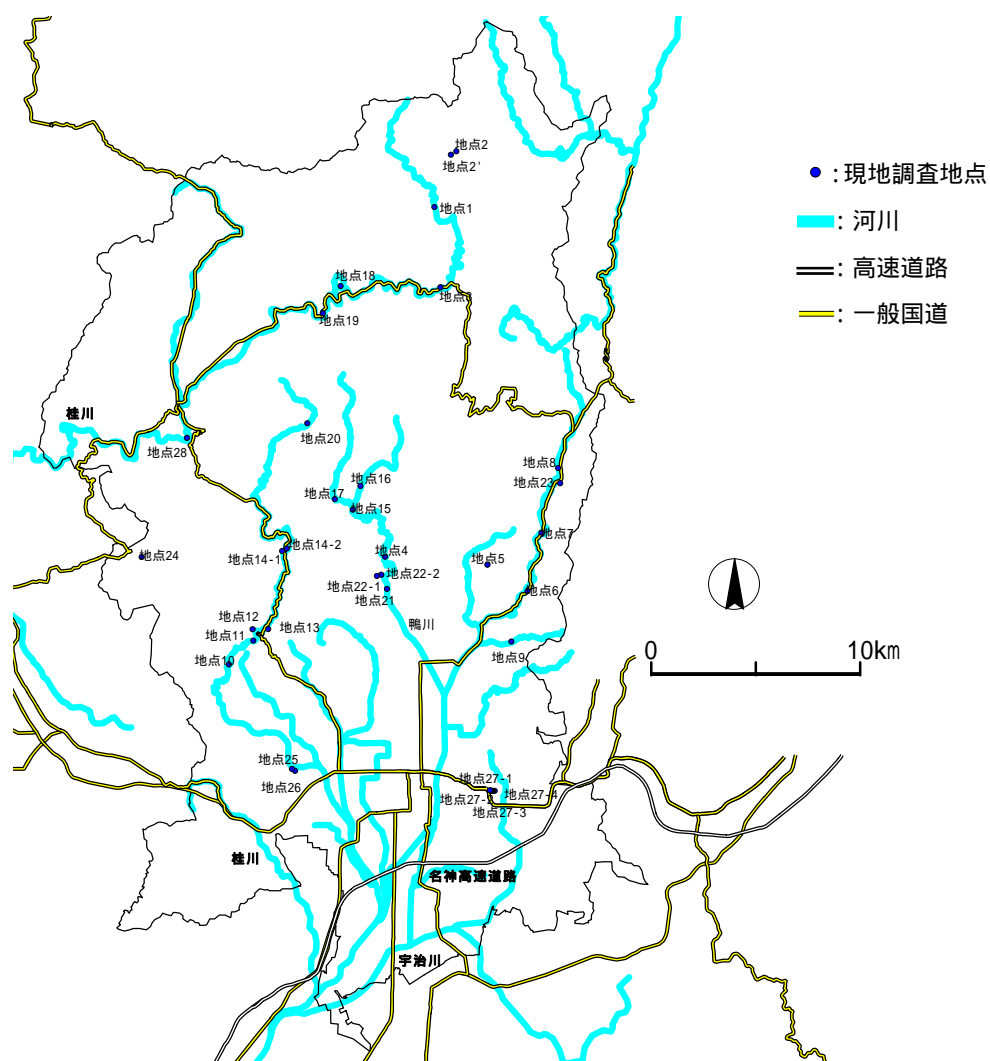 地点2
地点2'
:現地調査地点
地点1
: 河川
: 高速道路
地点18
地点3
地点19
: 一般国道
桂川
地点20
地点28
地点8
地点16
地点23
地点17
地点15
地点7
地点14-2
地点4
地点14-1
地点24
地点5
地点22-2
地点22-1
地点6
地点21
地点12
地点13
鴨川
地点11
地点9
0
10km
地点10
地点25
地点26
地点27-1
地点27-4
地点27-2
地点27-3
桂川
名神高速道路
宇治川